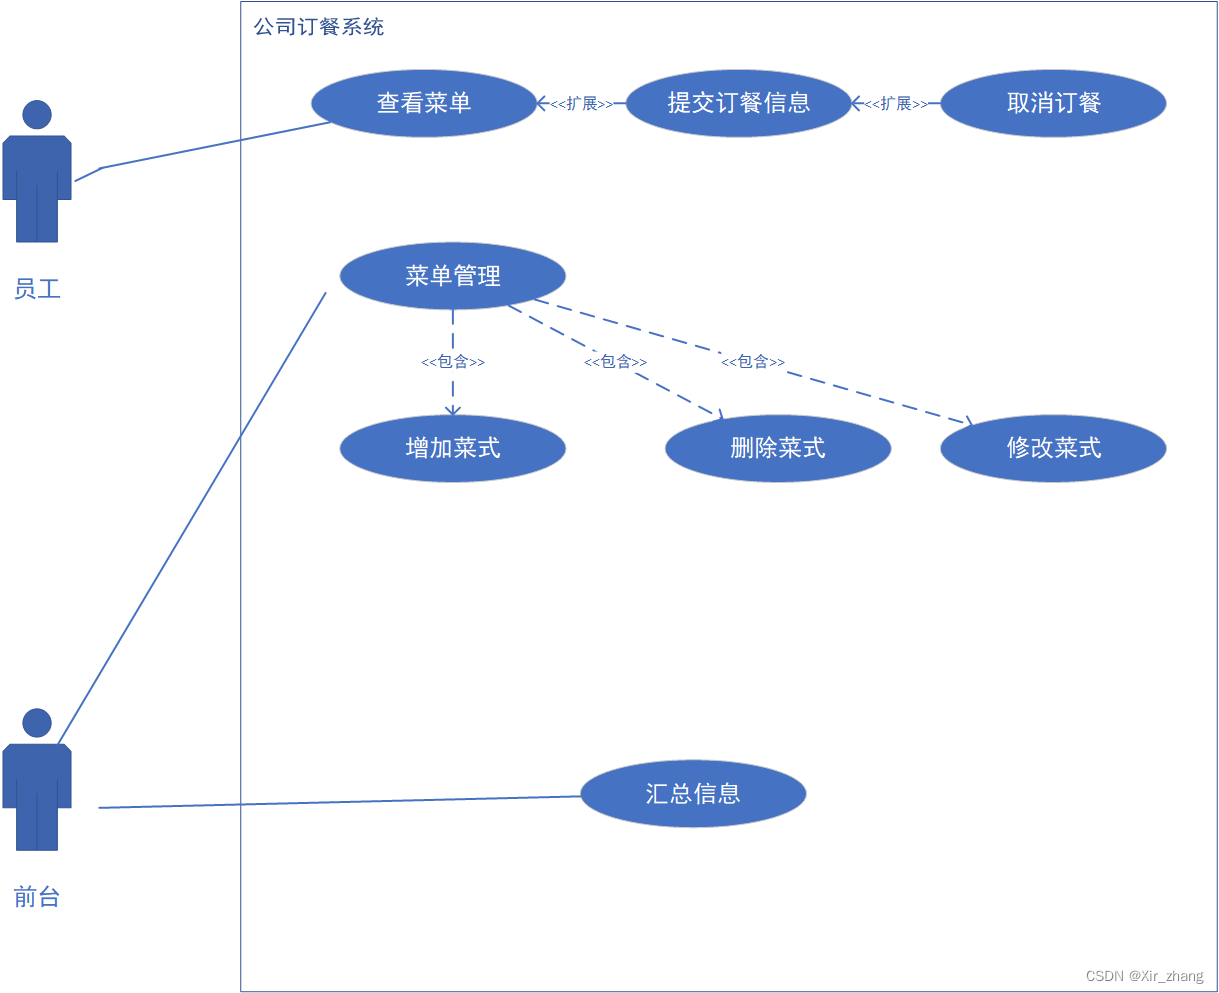 公司订餐系统
查看菜单
<<扩展>>
提交订餐信息
<<扩展>>
取消订餐
员工
菜单管理
<<包含>>
<<包含>>
<<包含>>
增加菜式
删除菜式
修改菜式
汇总信息
前台
CSDN @Xir_zhang